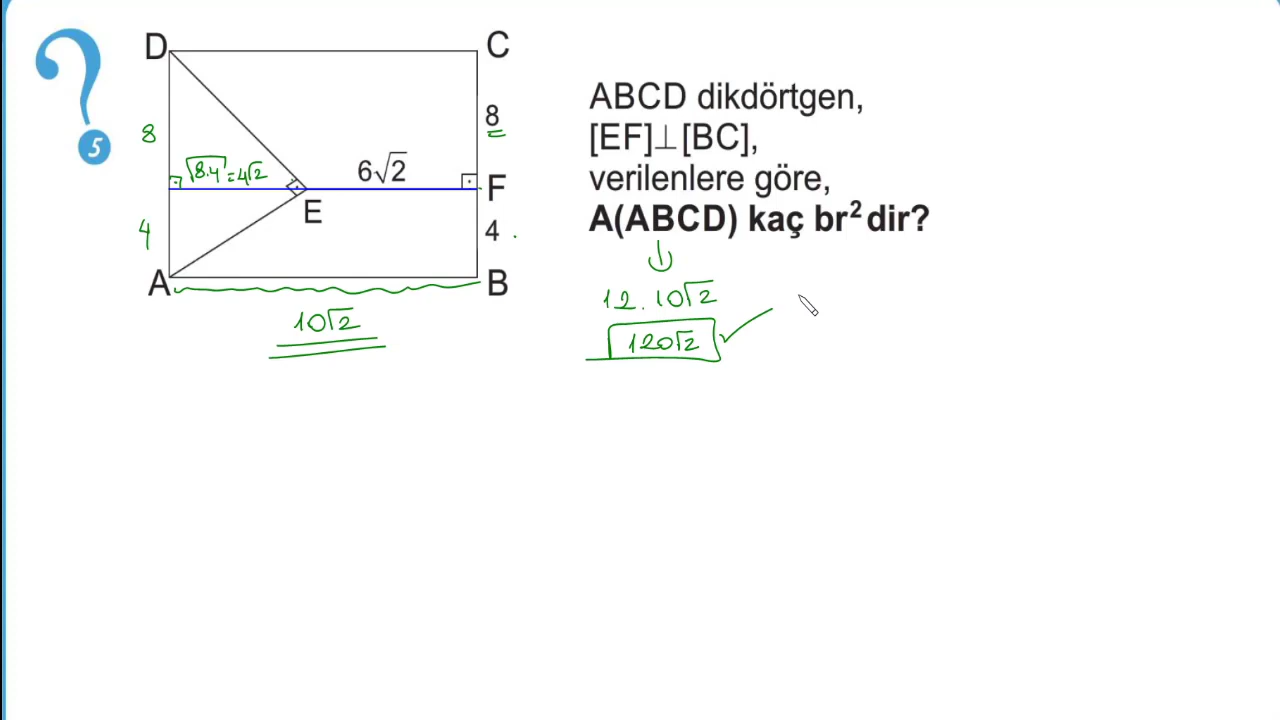 ?
5
D
C
8
8
√8.4 = 4√2
6√2
F
E
4
4 .
A
B
10√2
ABCD dikdörtgen,
[EF]⊥[BC],
verilenlere göre,
A(ABCD) kaç br² dir?
12.10√2
120√2